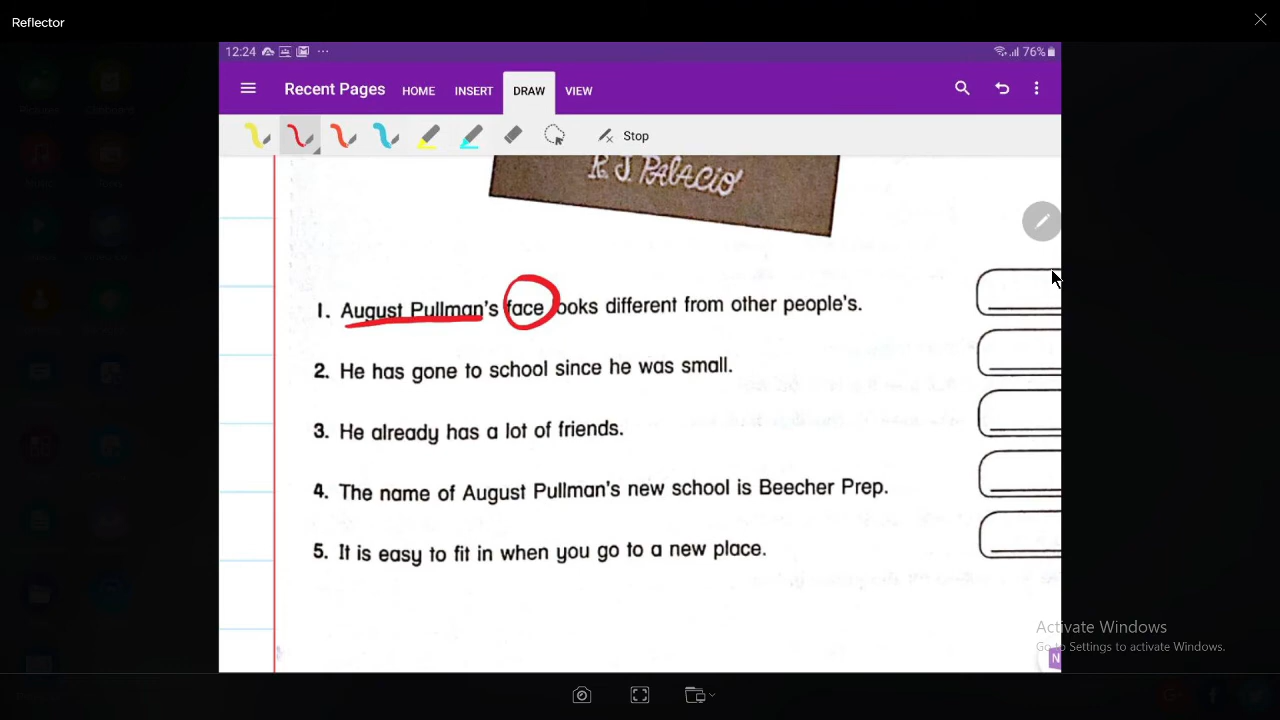 Reflector
12:24 ... 76%
Recent Pages HOME INSERT DRAW VIEW
Stop
R. J. PALACIO
1. August Pullman's face looks different from other people's.
2. He has gone to school since he was small.
3. He already has a lot of friends.
4. The name of August Pullman's new school is Beecher Prep.
5. It is easy to fit in when you go to a new place.
Activate Windows
Go to Settings to activate Windows.
N